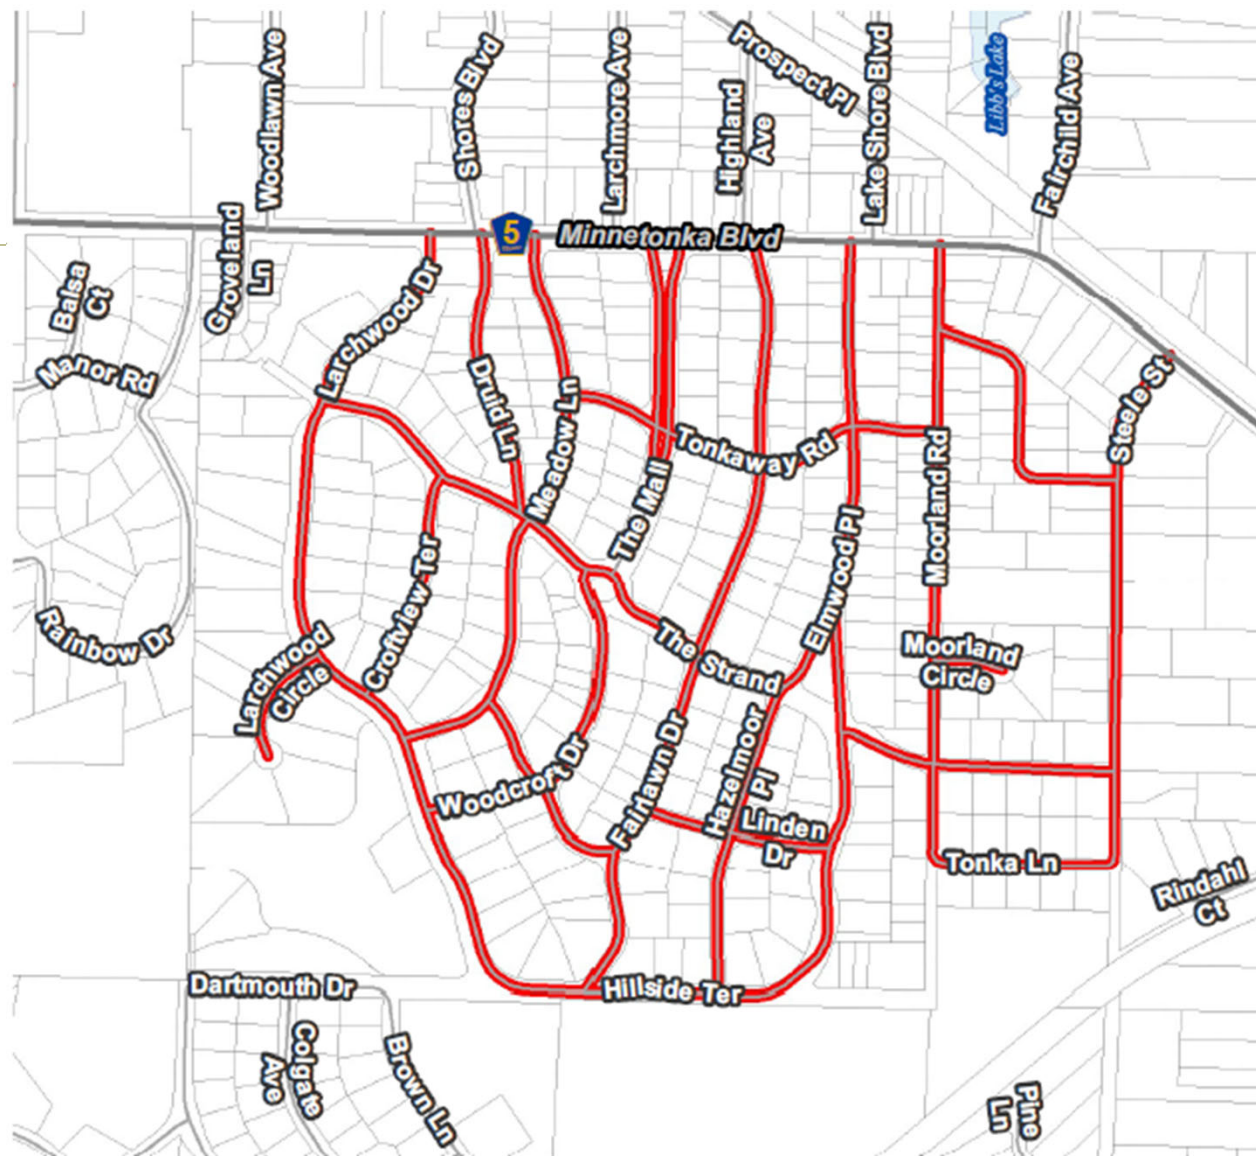 Woodlawn Ave
Shores Blvd
Larchmore Ave
Highland
Ave
Prospect Pl
Lake Shore Blvd
Libb's Lake
Fairchild Ave
Groveland
Ln
5
Minnetonka Blvd
Balsa
Ct
Manor Rd
Larchwood Dr
Druid Ln
Meadow Ln
The Mall
Tonkaway Rd
Moorland Rd
Steele St
Rainbow Dr
Larchwood
Circle
Croftview Ter
Elmwood Pl
The Strand
Moorland
Circle
Woodcroft Dr
Fairlawn Dr
Hazelmoor
Pl
Linden
Dr
Tonka Ln
Rindahl
Ct
Dartmouth Dr
Hillside Ter
Colgate
Ave
Brown Ln
Pine
Ln